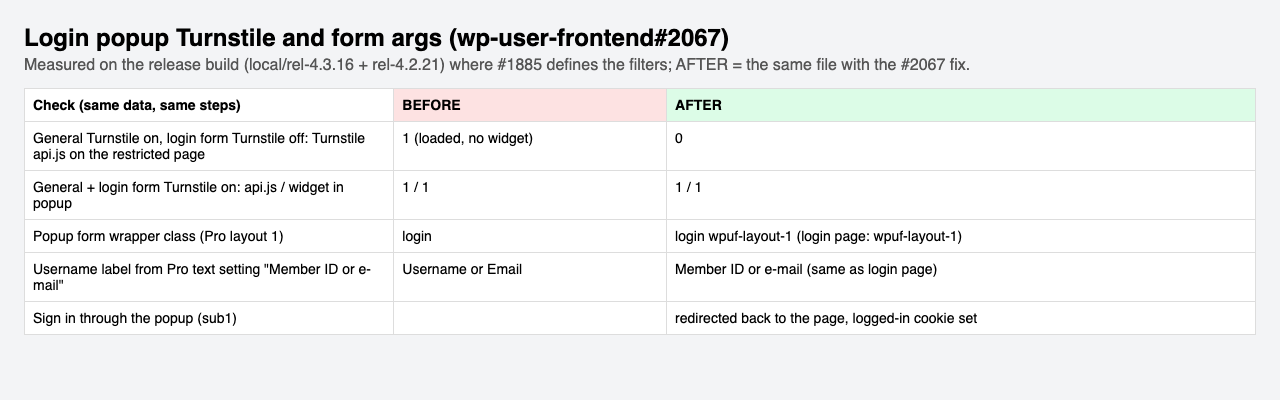 Login popup Turnstile and form args (wp-user-frontend#2067)
Measured on the release build (local/rel-4.3.16 + rel-4.2.21) where #1885 defines the filters; AFTER = the same file with the #2067 fix.
Check (same data, same steps) BEFORE AFTER
General Turnstile on, login form Turnstile off: Turnstile 1 (loaded, no widget) 0
api.js on the restricted page
General + login form Turnstile on: api.js / widget in 1 / 1 1 / 1
popup
Popup form wrapper class (Pro layout 1) login login wpuf-layout-1 (login page: wpuf-layout-1)
Username label from Pro text setting "Member ID or e- Username or Email Member ID or e-mail (same as login page)
mail"
Sign in through the popup (sub1) redirected back to the page, logged-in cookie set